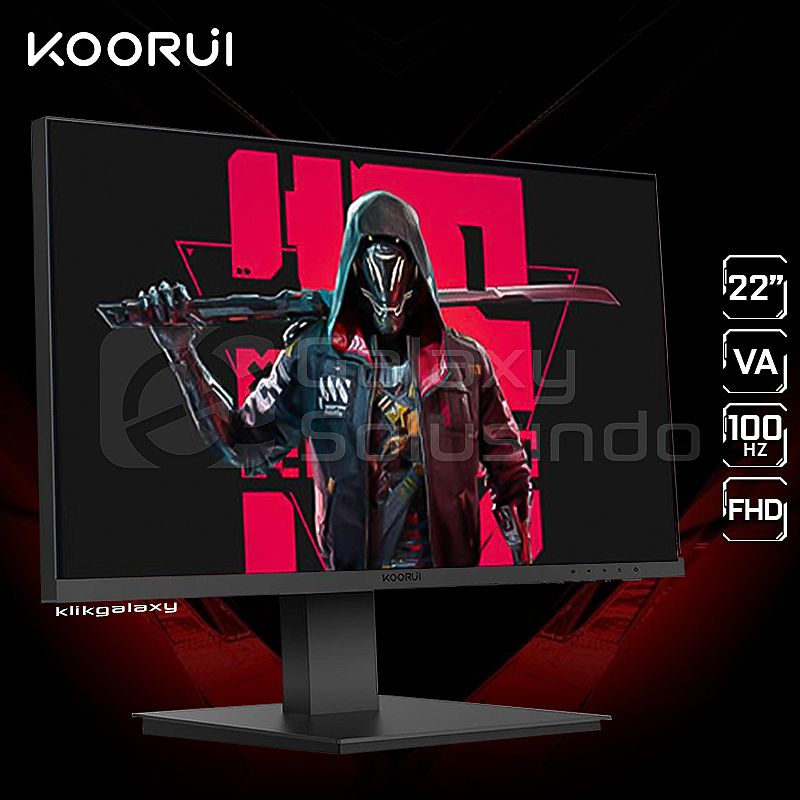 KOORUI
22"
VA
100
HZ
FHD
Galaxy
Solusindo
KOORUI
klikgalaxy